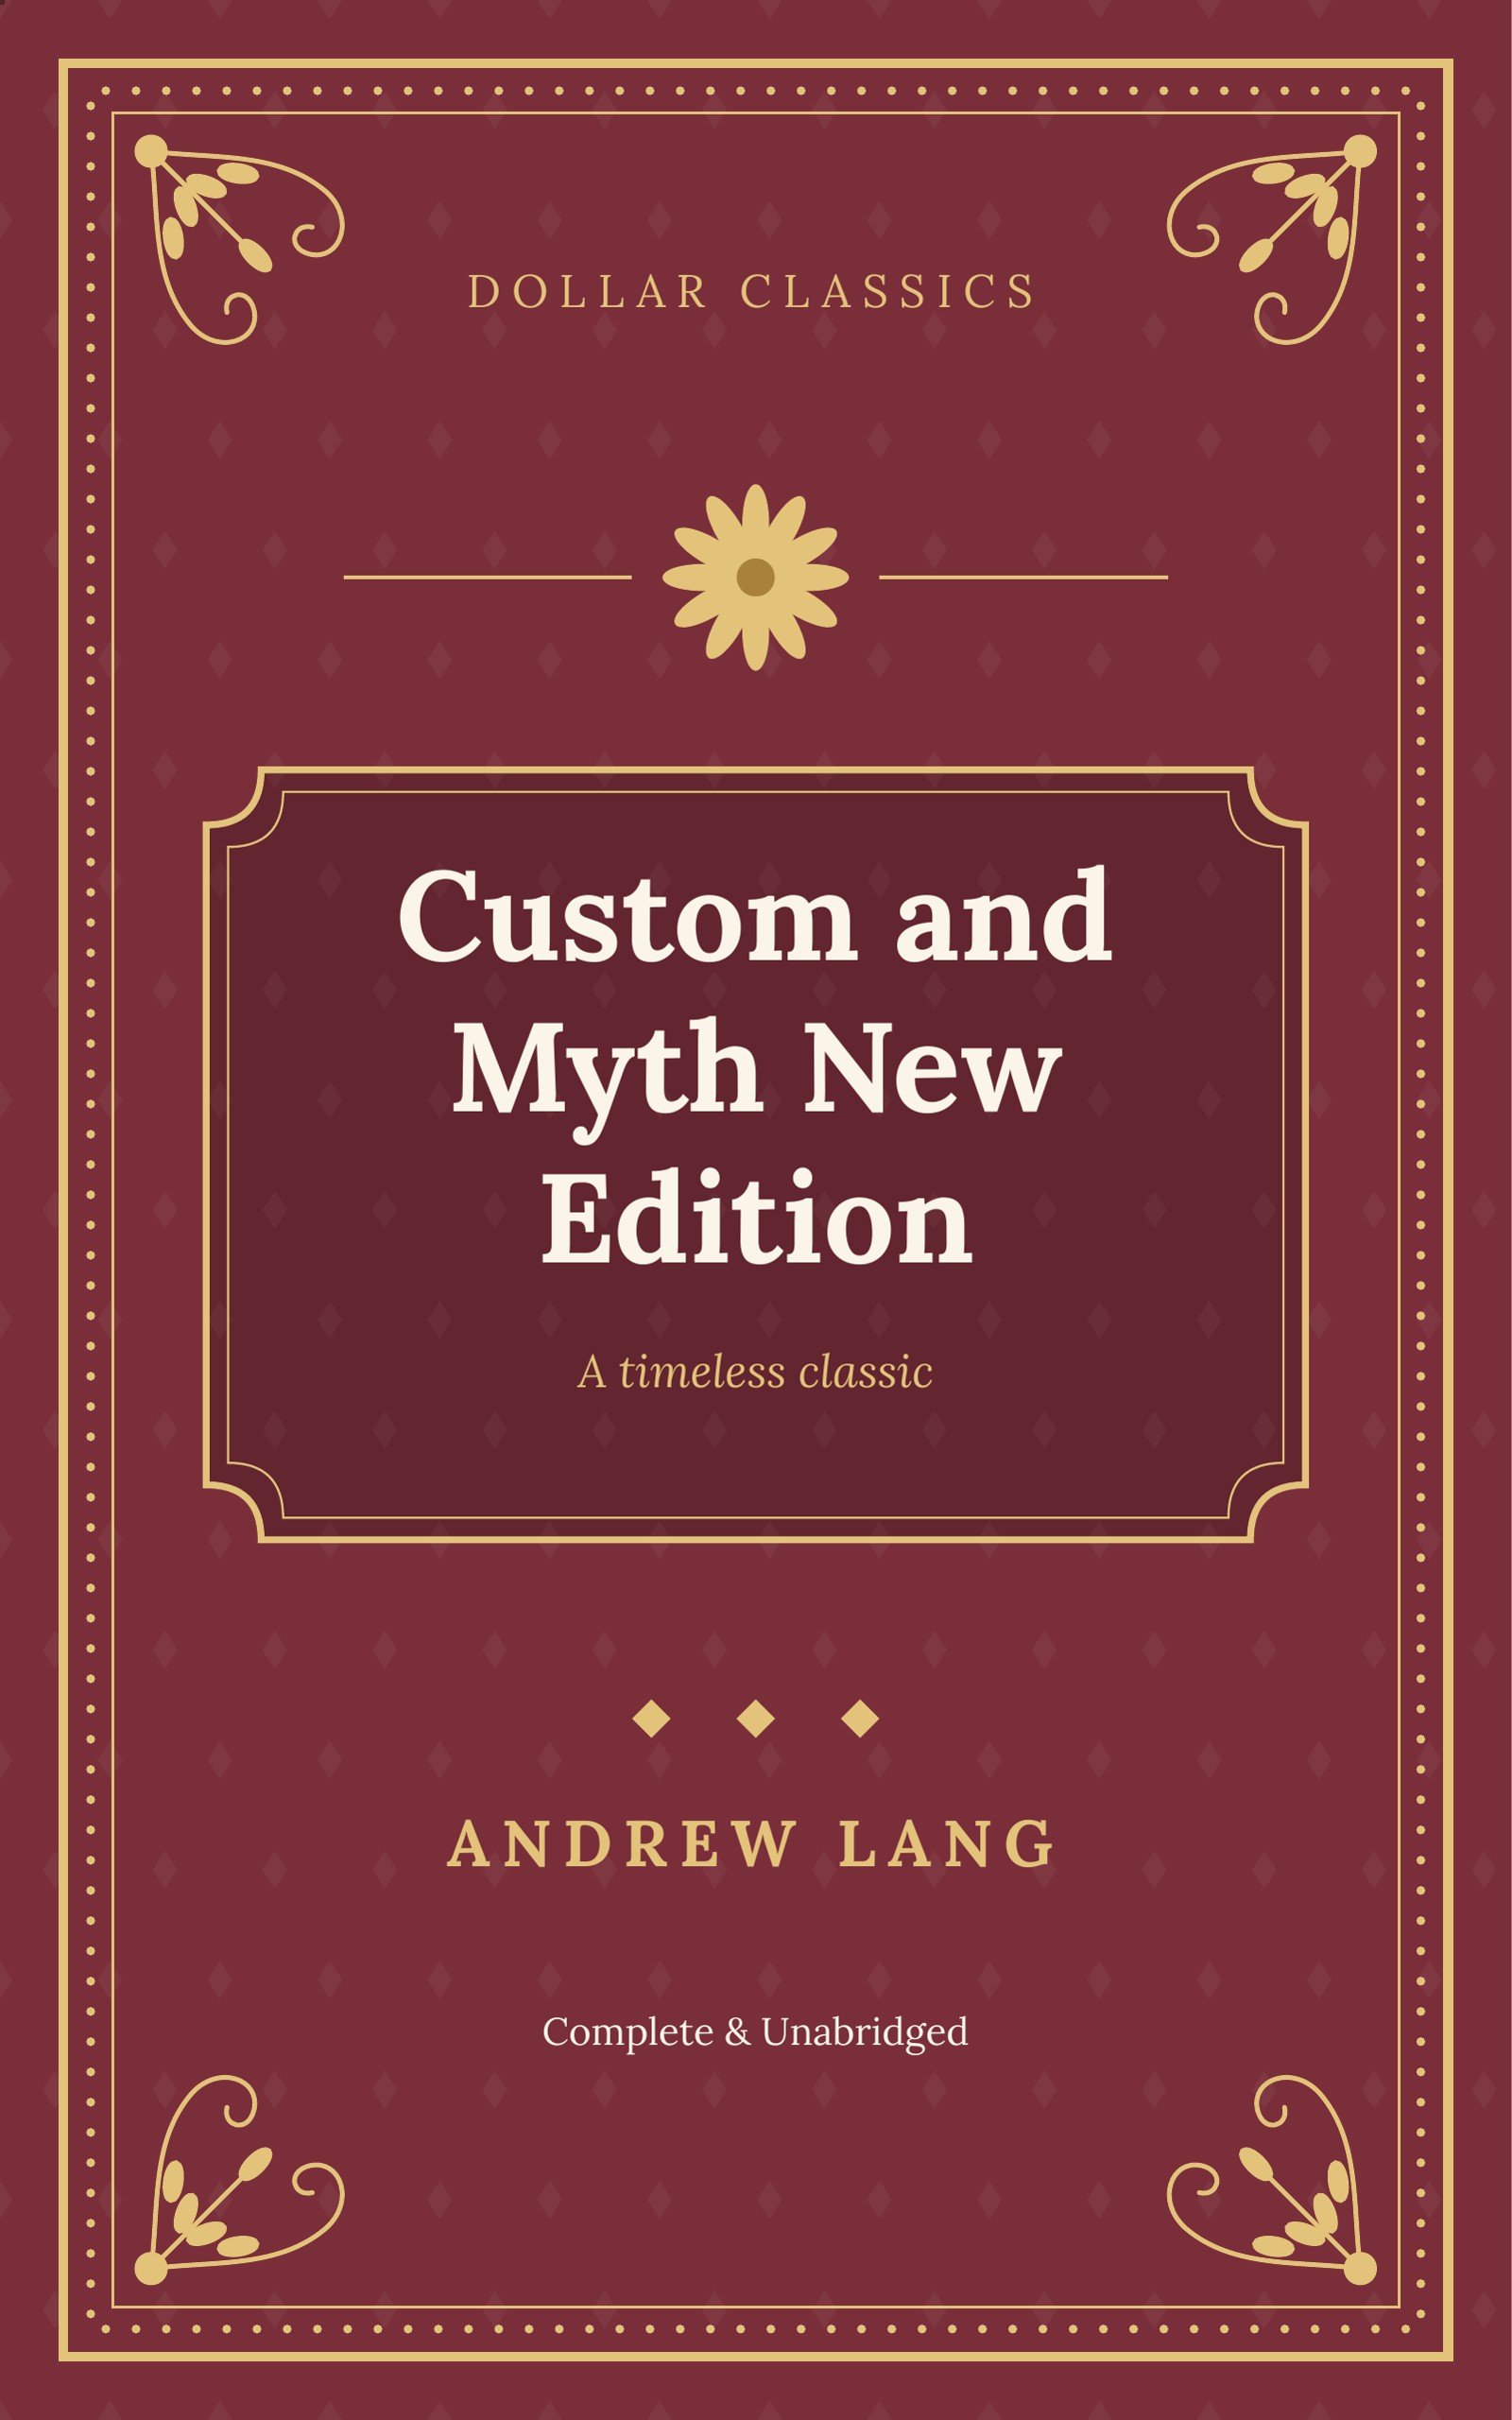 DOLLAR CLASSICS
Custom and
Myth New
Edition
A timeless classic
ANDREW LANG
Complete & Unabridged